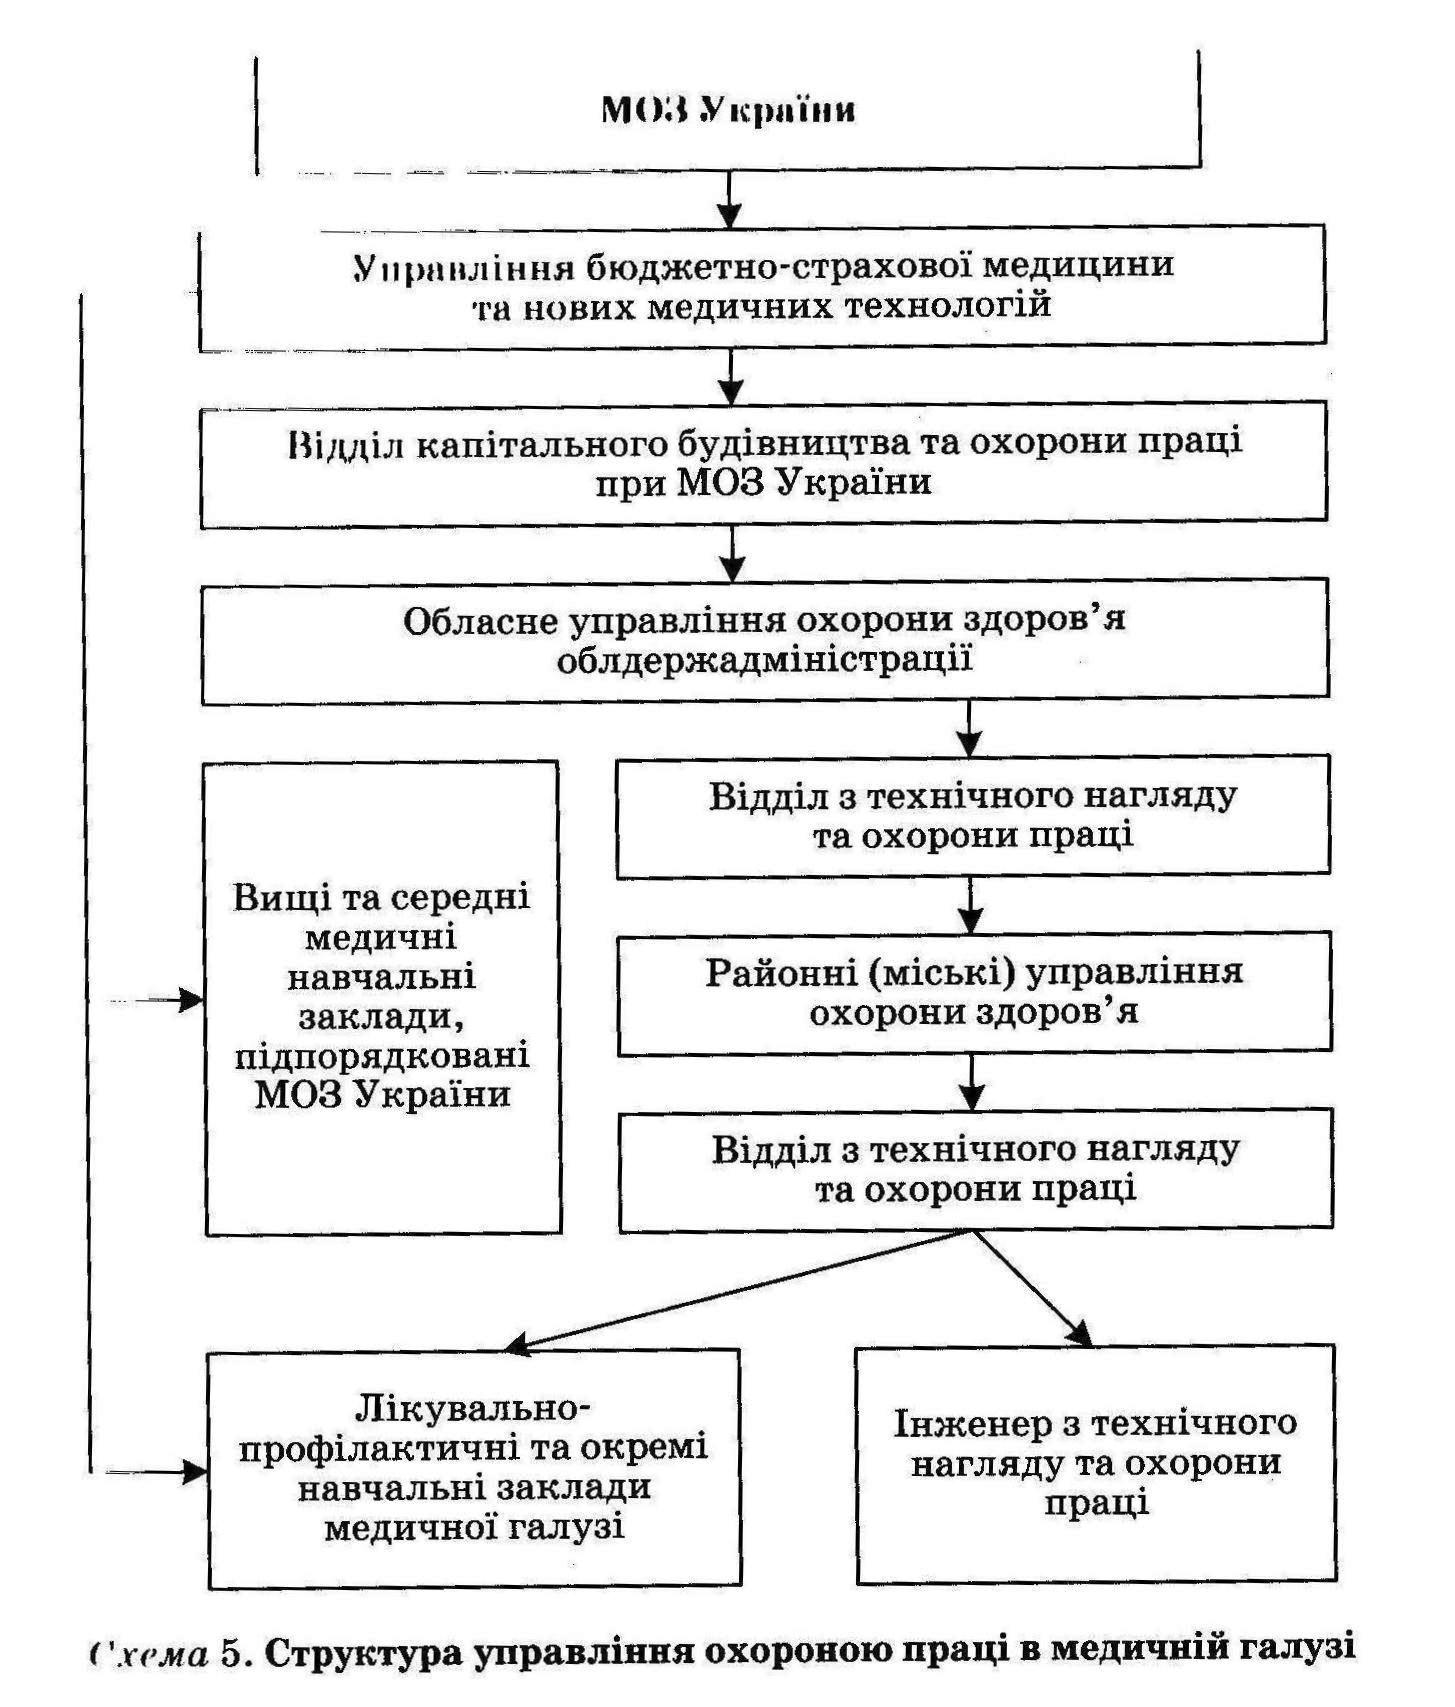 МОЗ України
Управління бюджетно-страхової медицини
та нових медичних технологій
Відділ капітального будівництва та охорони праці
при МОЗ України
Обласне управління охорони здоров’я
облдержадміністрації
Відділ з технічного нагляду
та охорони праці
Вищі та середні
медичні
навчальні
заклади,
підпорядковані
МОЗ України
Районні (міські) управління
охорони здоров’я
Відділ з технічного нагляду
та охорони праці
Лікувально-
профілактичні та окремі
навчальні заклади
медичної галузі
Інженер з технічного
нагляду та охорони
праці
Схема 5. Структура управління охороною праці в медичній галузі